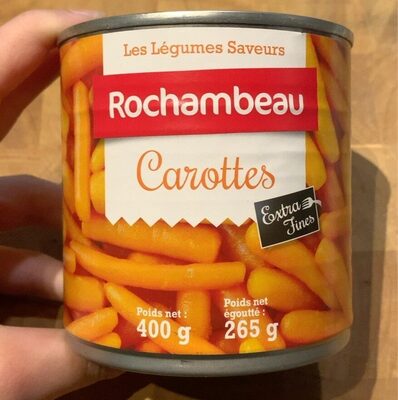 Les Légumes Saveurs
Rochambeau
Carottes
Extra
Fines
Poids net :
400 g
Poids net
égoutté :
265 g